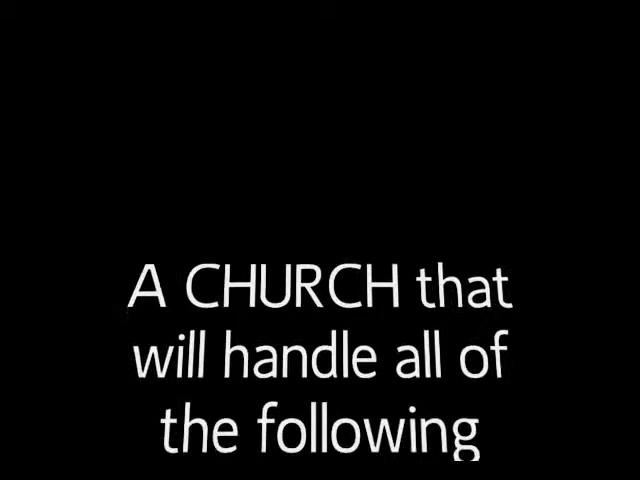 A CHURCH that
will handle all of
the following